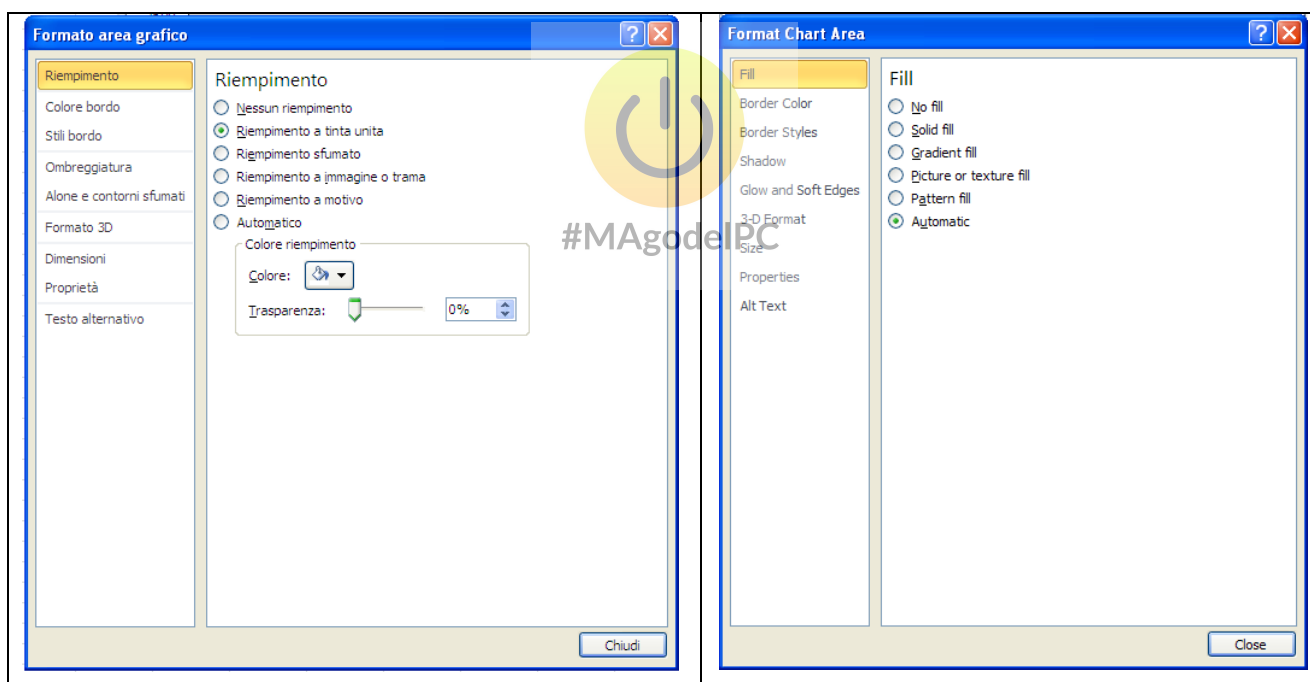 Formato area grafico
Riempimento
Colore bordo
Stili bordo
Ombreggiatura
Alone e contorni sfumati
Formato 3D
Dimensioni
Proprietà
Testo alternativo
Riempimento
Nessun riempimento
Riempimento a tinta unita
Riempimento sfumato
Riempimento a immagine o trama
Riempimento a motivo
Automatico
Colore riempimento
Colore:
Trasparenza: 0%
Chiudi
#MAgodelPC
Format Chart Area
Fill
Border Color
Border Styles
Shadow
Glow and Soft Edges
3-D Format
Size
Properties
Alt Text
Fill
No fill
Solid fill
Gradient fill
Picture or texture fill
Pattern fill
Automatic
Close